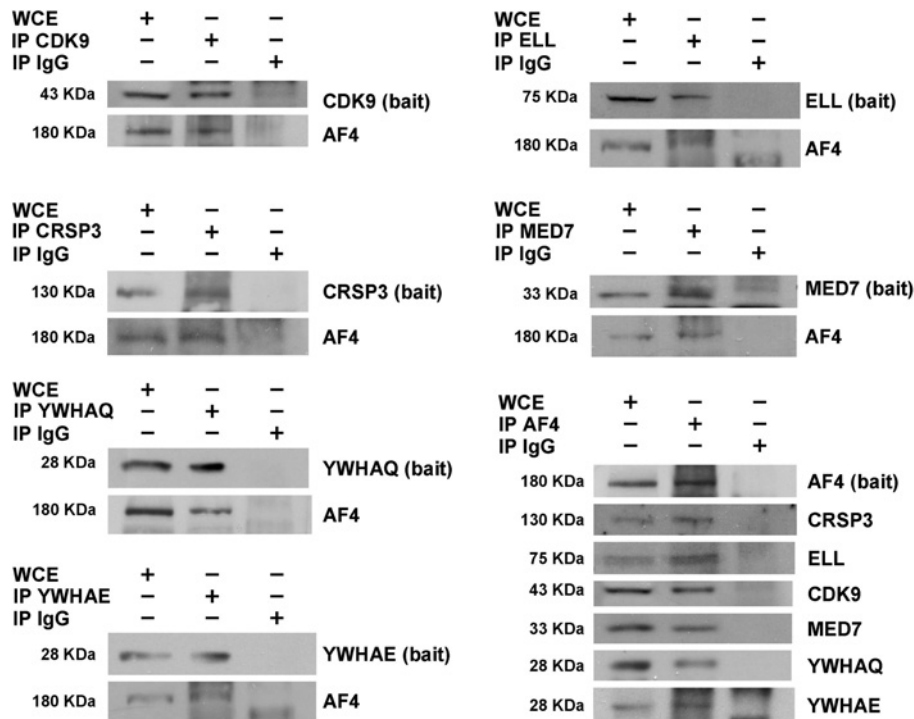 WCE + − −
IP CDK9 − + −
IP IgG − − +
43 KDa CDK9 (bait)
180 KDa AF4
WCE + − −
IP CRSP3 − + −
IP IgG − − +
130 KDa CRSP3 (bait)
180 KDa AF4
WCE + − −
IP YWHAQ − + −
IP IgG − − +
28 KDa YWHAQ (bait)
180 KDa AF4
WCE + − −
IP YWHAE − + −
IP IgG − − +
28 KDa YWHAE (bait)
180 KDa AF4
WCE + − −
IP ELL − + −
IP IgG − − +
75 KDa ELL (bait)
180 KDa AF4
WCE + − −
IP MED7 − + −
IP IgG − − +
33 KDa MED7 (bait)
180 KDa AF4
WCE + − −
IP AF4 − + −
IP IgG − − +
180 KDa AF4 (bait)
130 KDa CRSP3
75 KDa ELL
43 KDa CDK9
33 KDa MED7
28 KDa YWHAQ
28 KDa YWHAE